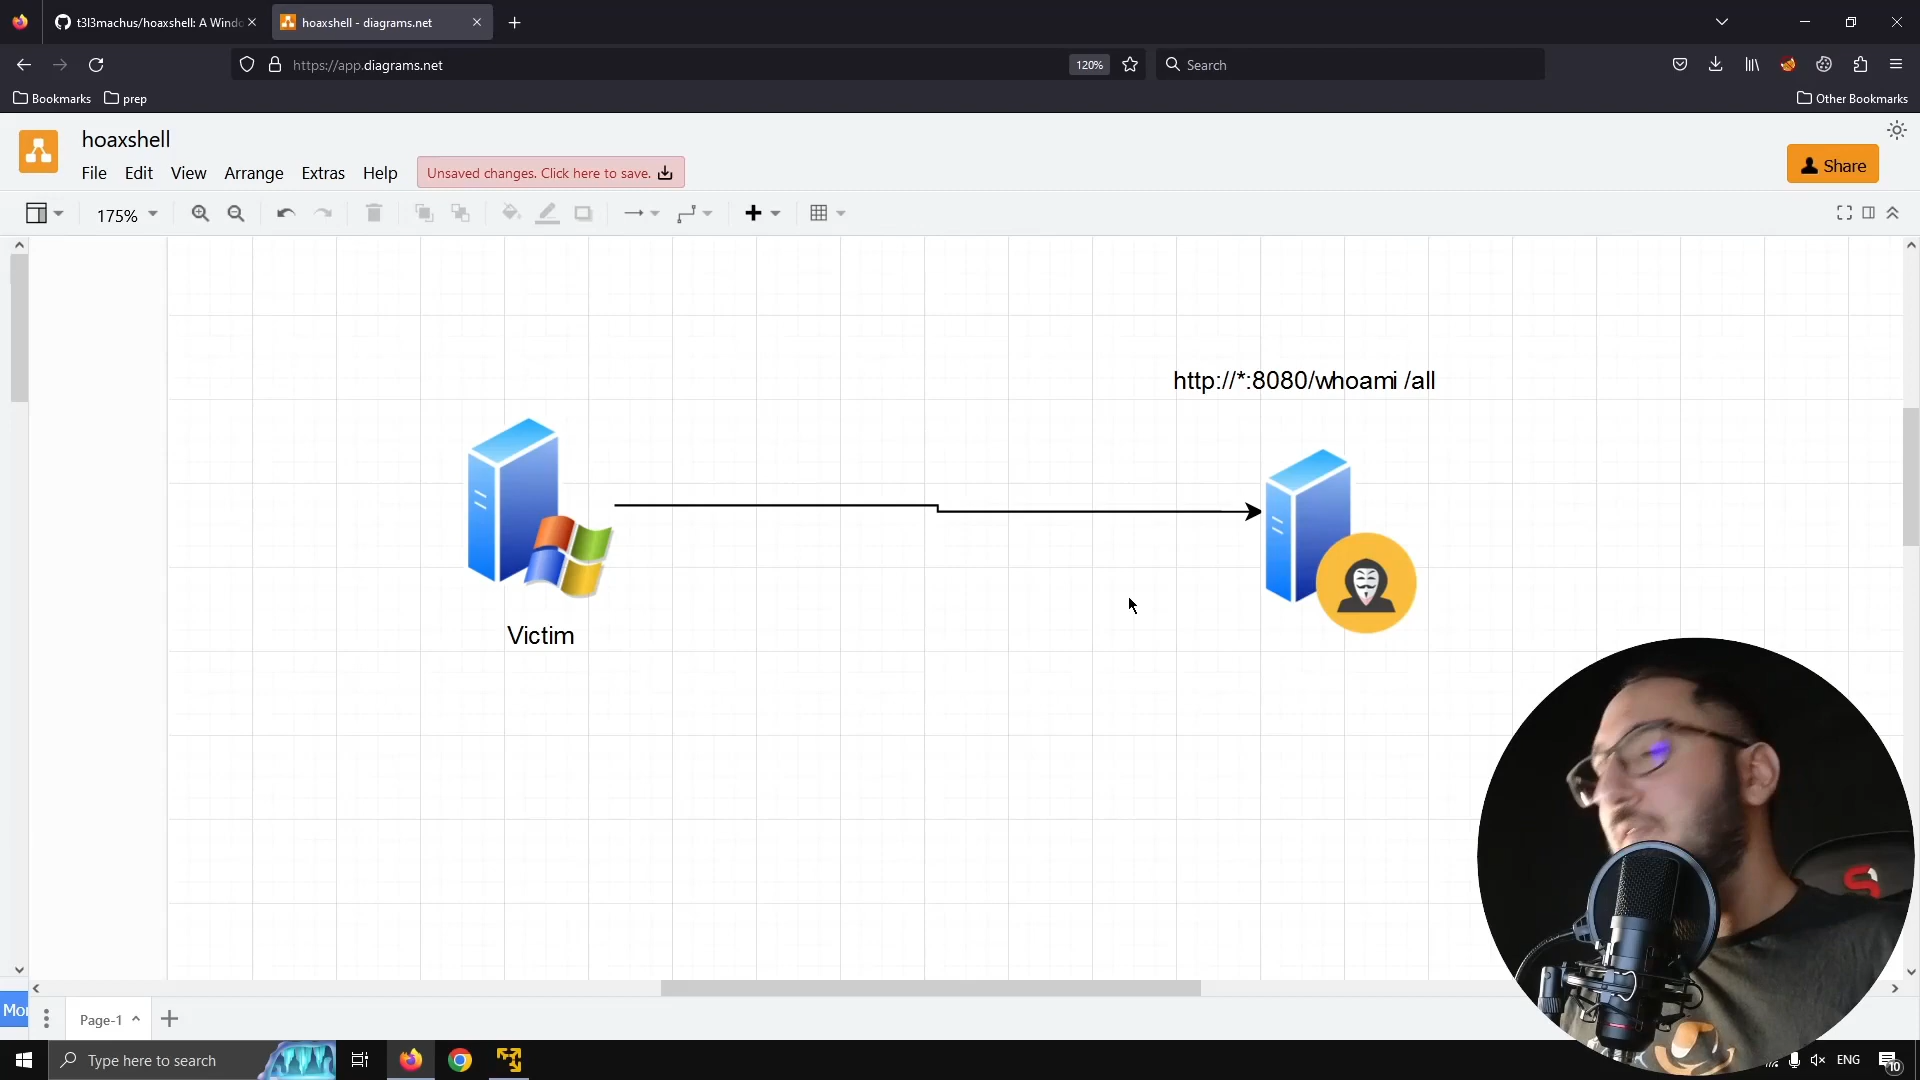 t3l3machus/hoaxshell: A Windo
hoaxshell - diagrams.net
https://app.diagrams.net
120%
Search
Bookmarks
prep
Other Bookmarks
hoaxshell
File
Edit
View
Arrange
Extras
Help
Unsaved changes. Click here to save.
Share
175%
http://*:8080/whoami /all
Victim
Mor
Page-1
Type here to search
ENG
10